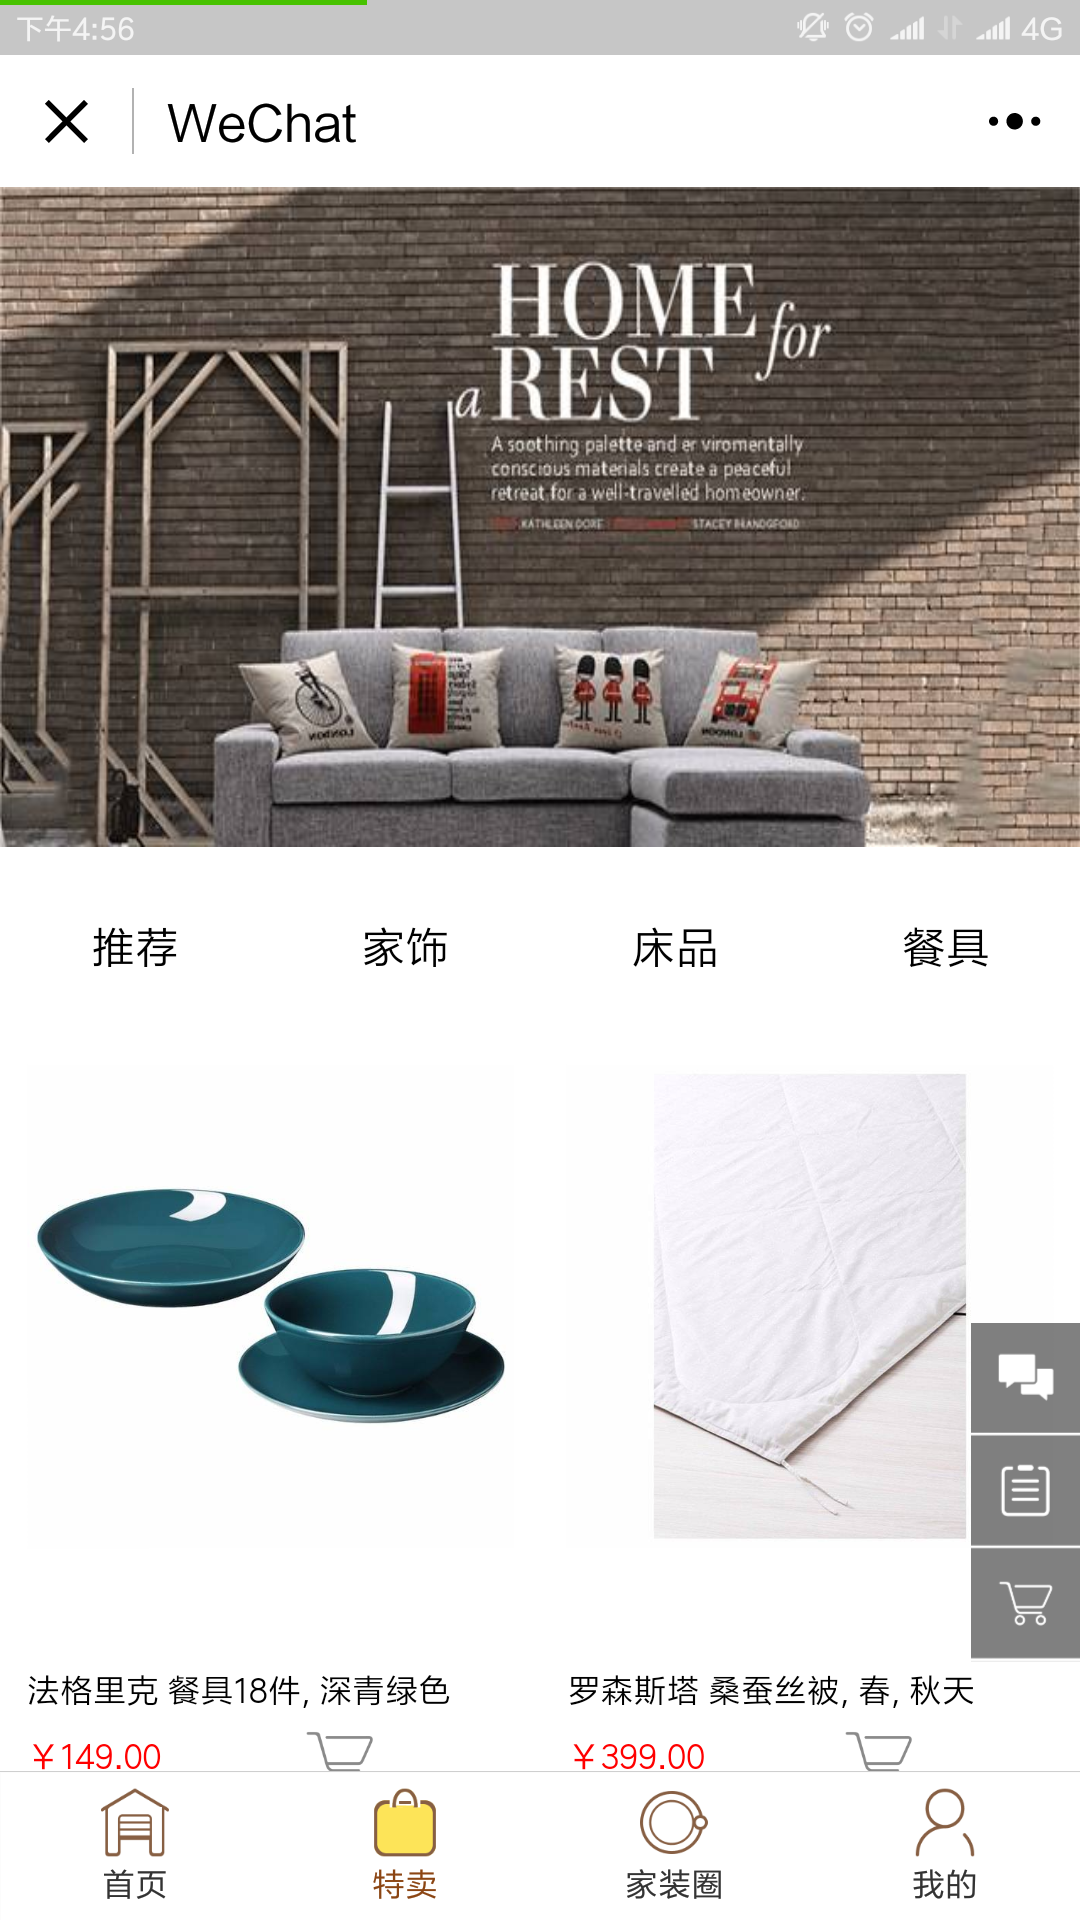 下午4:56
4G
WeChat
HOME for
a REST
A soothing palette and er viromentally
conscious materials create a peaceful
retreat for a well-travelled homeowner.
KATHLEEN DORE
推荐 家饰 床品 餐具
法格里克 餐具18件, 深青绿色
罗森斯塔 桑蚕丝被, 春, 秋天
￥149.00
￥399.00
首页 特卖 家装圈 我的